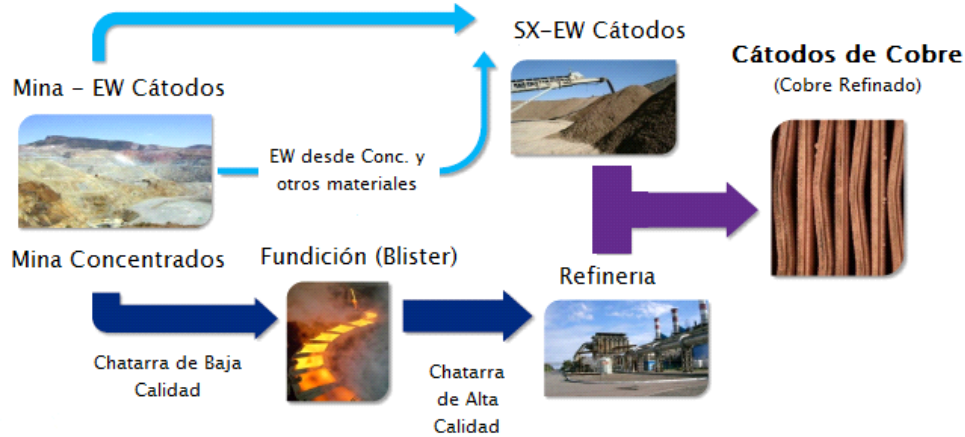 SX-EW Cátodos
Cátodos de Cobre
(Cobre Refinado)
Mina - EW Cátodos
EW desde Conc. y
otros materiales
Mina Concentrados
Fundición (Blister)
Refineria
Chatarra de Baja
Calidad
Chatarra
de Alta
Calidad